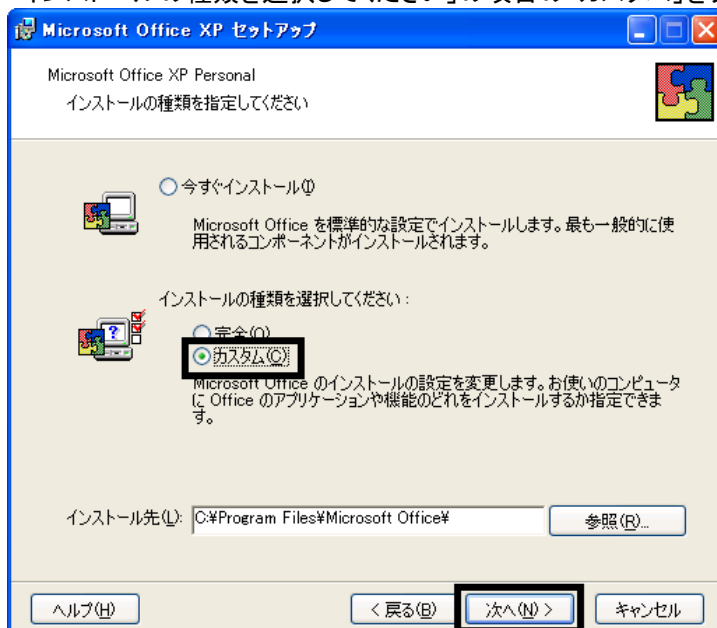 Microsoft Office XP セットアップ
Microsoft Office XP Personal
インストールの種類を指定してください
今すぐインストール(I)
Microsoft Office を標準的な設定でインストールします。最も一般的に使
用されるコンポーネントがインストールされます。
インストールの種類を選択してください :
?
完全(O)
カスタム(C)
Microsoft Office のインストールの設定を変更します。お使いのコンピュータ
に Office のアプリケーションや機能のどれをインストールするか指定できま
す。
インストール先(L): C:¥Program Files¥Microsoft Office¥ 参照(R)...
ヘルプ(H) < 戻る(B) 次へ(N) > キャンセル